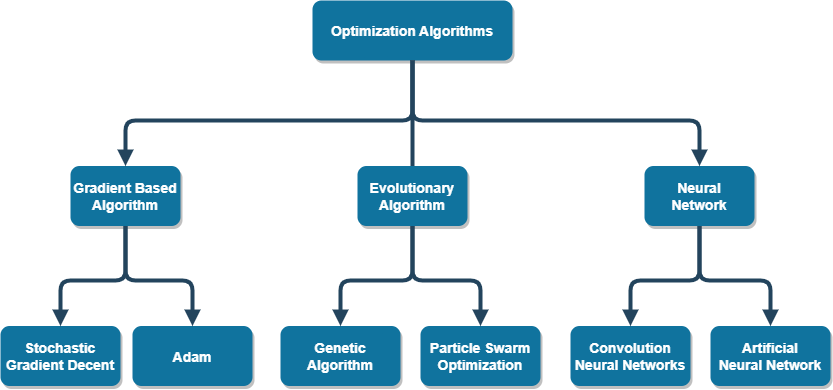 Optimization Algorithms
Gradient Based
Algorithm
Evolutionary
Algorithm
Neural
Network
Stochastic
Gradient Decent
Adam
Genetic
Algorithm
Particle Swarm
Optimization
Convolution
Neural Networks
Artificial
Neural Network